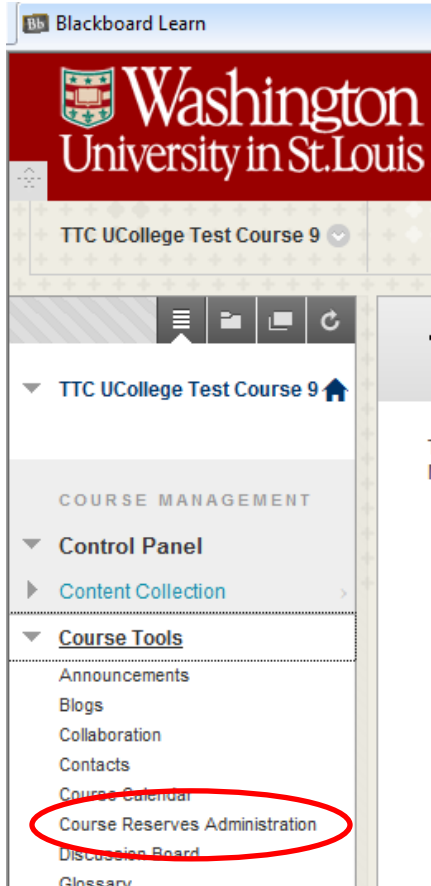 Bb Blackboard Learn
Washington
University in St.Louis
TTC UCollege Test Course 9
TTC UCollege Test Course 9
COURSE MANAGEMENT
Control Panel
Content Collection
Course Tools
Announcements
Blogs
Collaboration
Contacts
Course Calendar
Course Reserves Administration
Discussion Board
Glossary